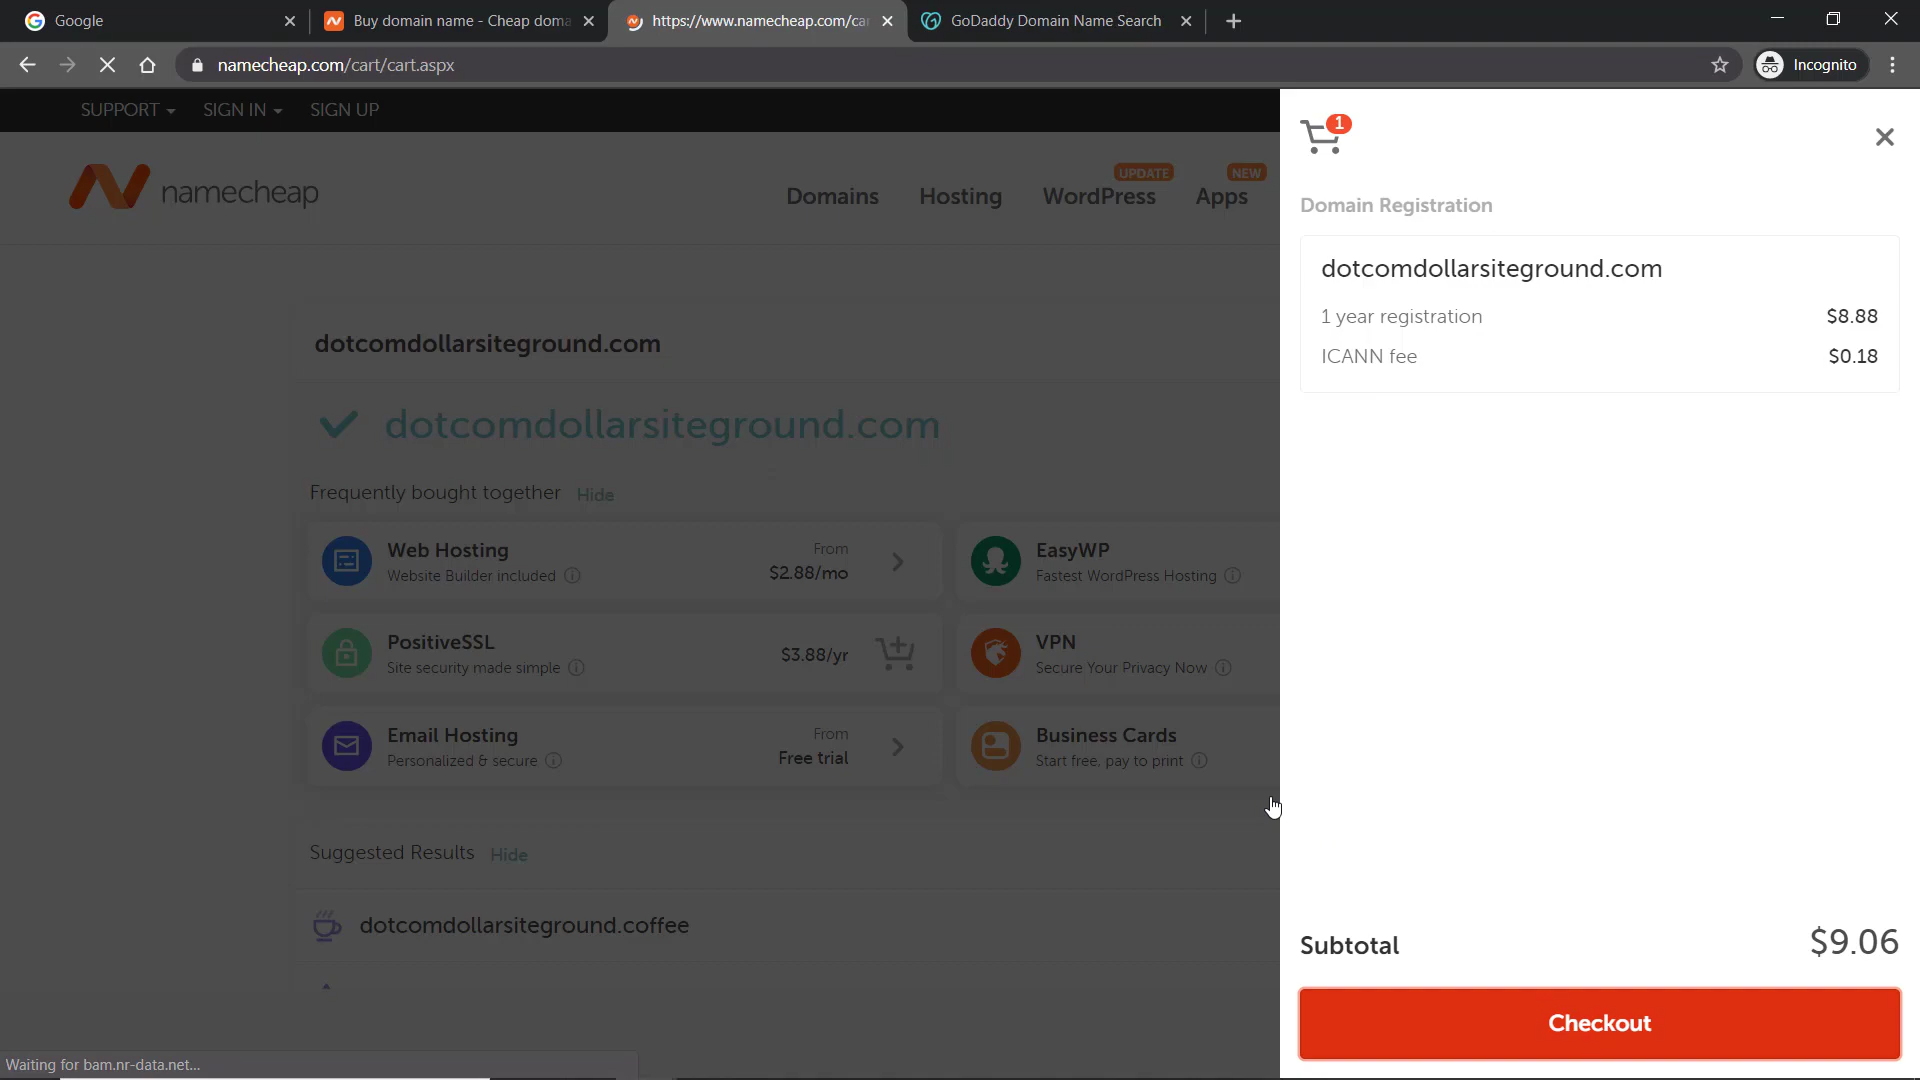 Google
Buy domain name - Cheap doma
https://www.namecheap.com/ca
GoDaddy Domain Name Search
namecheap.com/cart/cart.aspx
Incognito
SUPPORT
SIGN IN
SIGN UP
1
namecheap
Domains
Hosting
UPDATE
WordPress
NEW
Apps
Domain Registration
dotcomdollarsiteground.com
1 year registration
$8.88
ICANN fee
$0.18
dotcomdollarsiteground.com
dotcomdollarsiteground.com
Frequently bought together
Hide
Web Hosting
Website Builder included
From
$2.88/mo
EasyWP
Fastest WordPress Hosting
PositiveSSL
Site security made simple
$3.88/yr
VPN
Secure Your Privacy Now
Email Hosting
Personalized & secure
From
Free trial
Business Cards
Start free, pay to print
Suggested Results
Hide
dotcomdollarsiteground.coffee
Subtotal
$9.06
Checkout
Waiting for bam.nr-data.net...